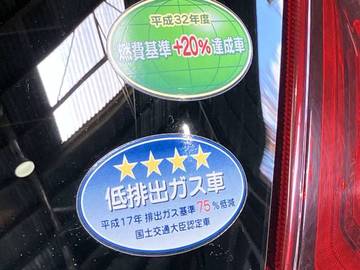 平成32年度
燃費基準+20%達成車
低排出ガス車
平成17年 排出ガス基準 75%低減
国土交通大臣認定車